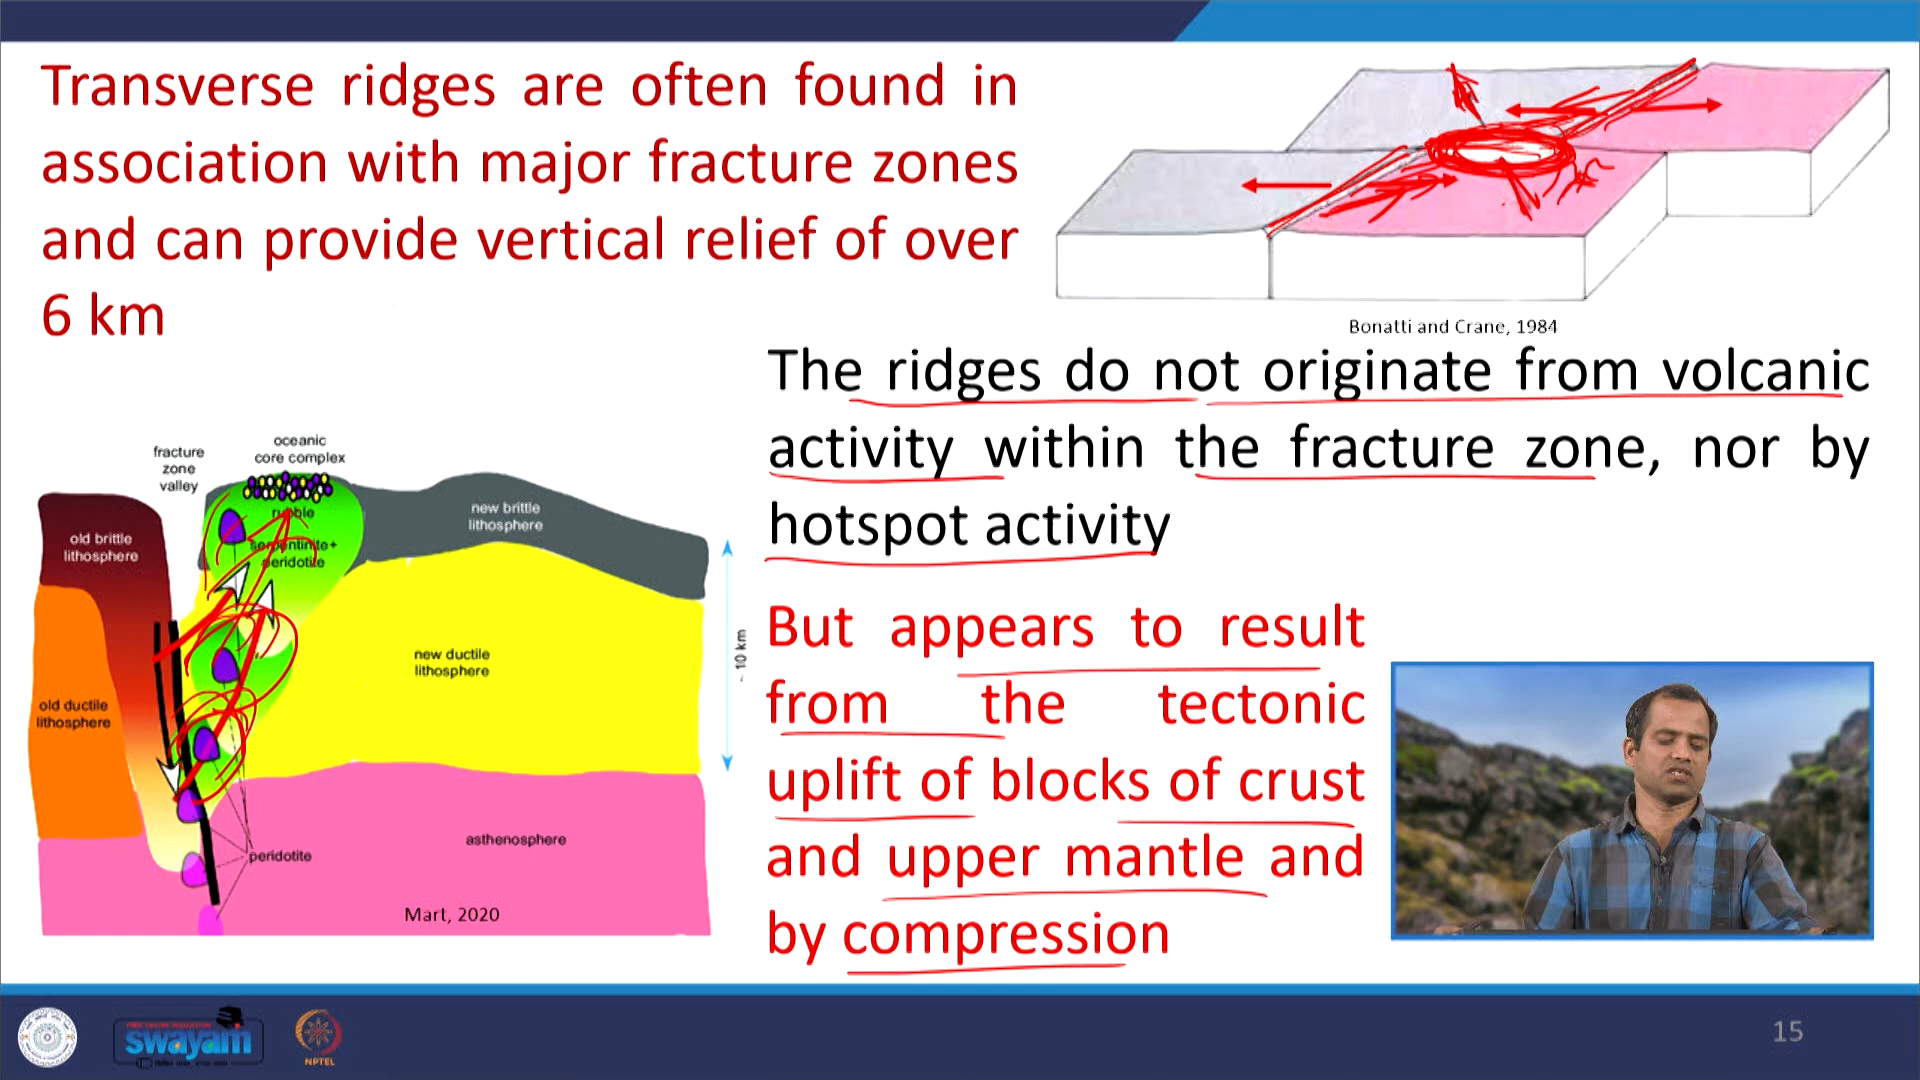 Transverse ridges are often found in
association with major fracture zones
and can provide vertical relief of over
6 km
Bonatti and Crane, 1984
The ridges do not originate from volcanic
activity within the fracture zone, nor by
hotspot activity
But appears to result
from the tectonic
uplift of blocks of crust
and upper mantle and
by compression
fracture
zone
valley
oceanic
core complex
rubble
serpentinite+
peridotite
old brittle
lithosphere
new brittle
lithosphere
old ductile
lithosphere
new ductile
lithosphere
~ 10 km
asthenosphere
peridotite
Mart, 2020
swayam
NPTEL
15